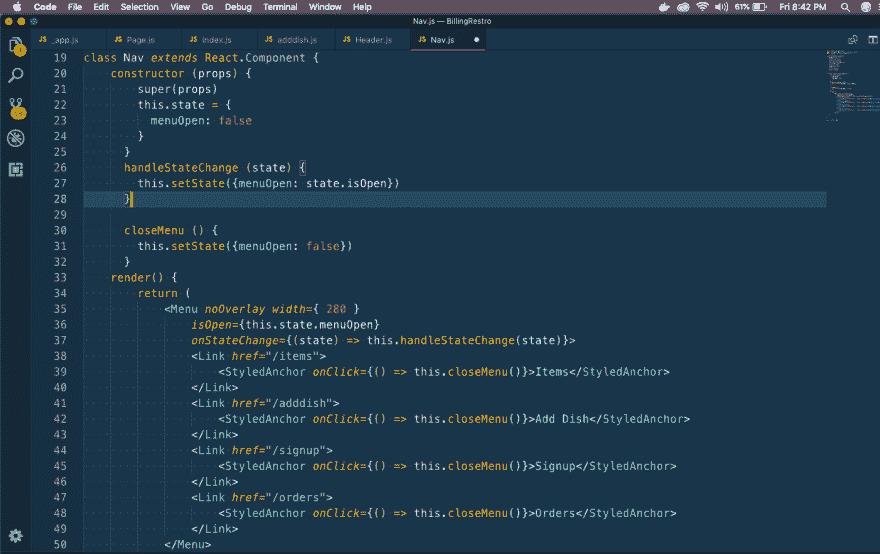 Code File Edit Selection View Go Debug Terminal Window Help 61% Fri 8:42 PM
Nav.js — BillingRestro
JS _app.js JS Page.js JS index.js JS adddish.js JS Header.js JS Nav.js
19 class Nav extends React.Component {
20 constructor (props) {
21 super(props)
22 this.state = {
23 menuOpen: false
24 }
25 }
26 handleStateChange (state) {
27 this.setState({menuOpen: state.isOpen})
28 }
29
30 closeMenu () {
31 this.setState({menuOpen: false})
32 }
33 render() {
34 return (
35 <Menu noOverlay width={ 280 }
36 isOpen={this.state.menuOpen}
37 onStateChange={(state) => this.handleStateChange(state)}>
38 <Link href="/items">
39 <StyledAnchor onClick={() => this.closeMenu()}>Items</StyledAnchor>
40 </Link>
41 <Link href="/adddish">
42 <StyledAnchor onClick={() => this.closeMenu()}>Add Dish</StyledAnchor>
43 </Link>
44 <Link href="/signup">
45 <StyledAnchor onClick={() => this.closeMenu()}>Signup</StyledAnchor>
46 </Link>
47 <Link href="/orders">
48 <StyledAnchor onClick={() => this.closeMenu()}>Orders</StyledAnchor>
49 </Link>
50 </Menu>